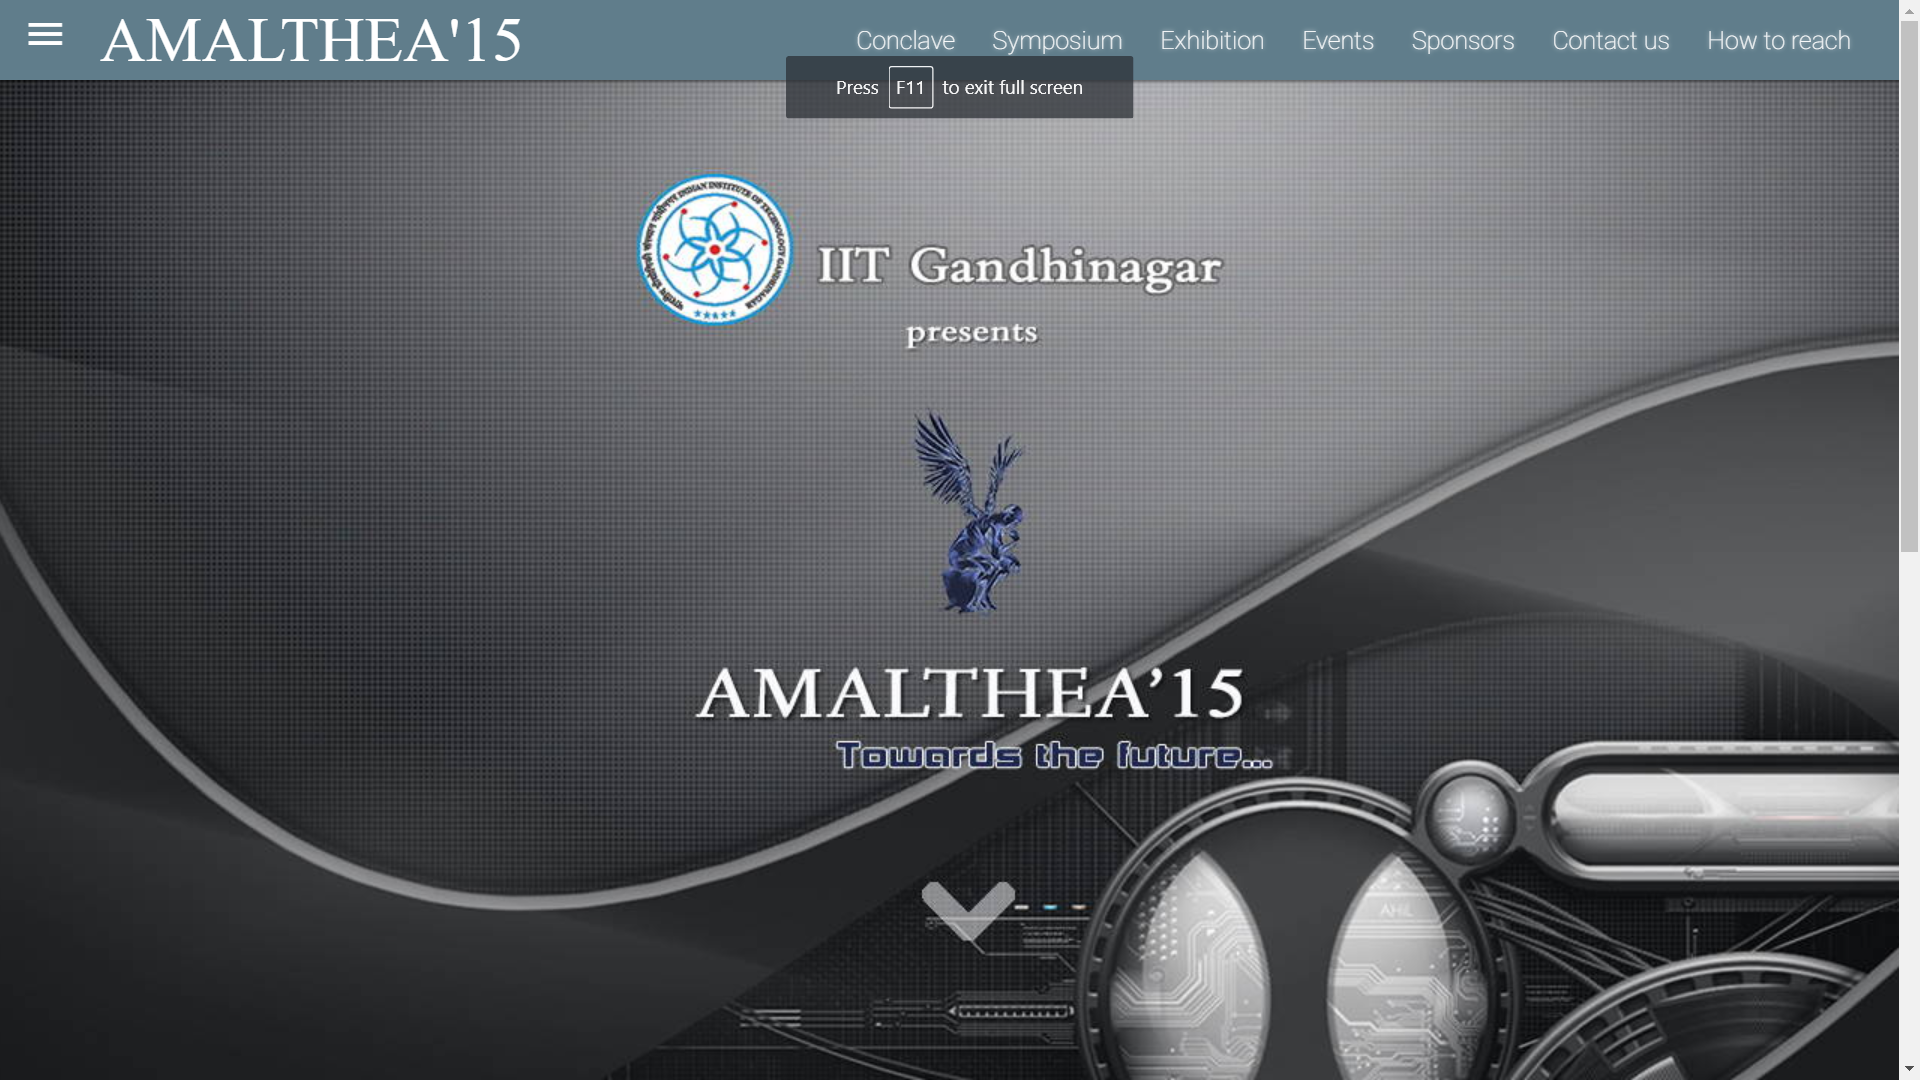 AMALTHEA'15
Conclave Symposium Exhibition Events Sponsors Contact us How to reach
Press F11 to exit full screen
INDIAN INSTITUTE OF TECHNOLOGY GANDHINAGAR
IIT Gandhinagar
presents
AMALTHEA’15
Towards the future...
AHIL